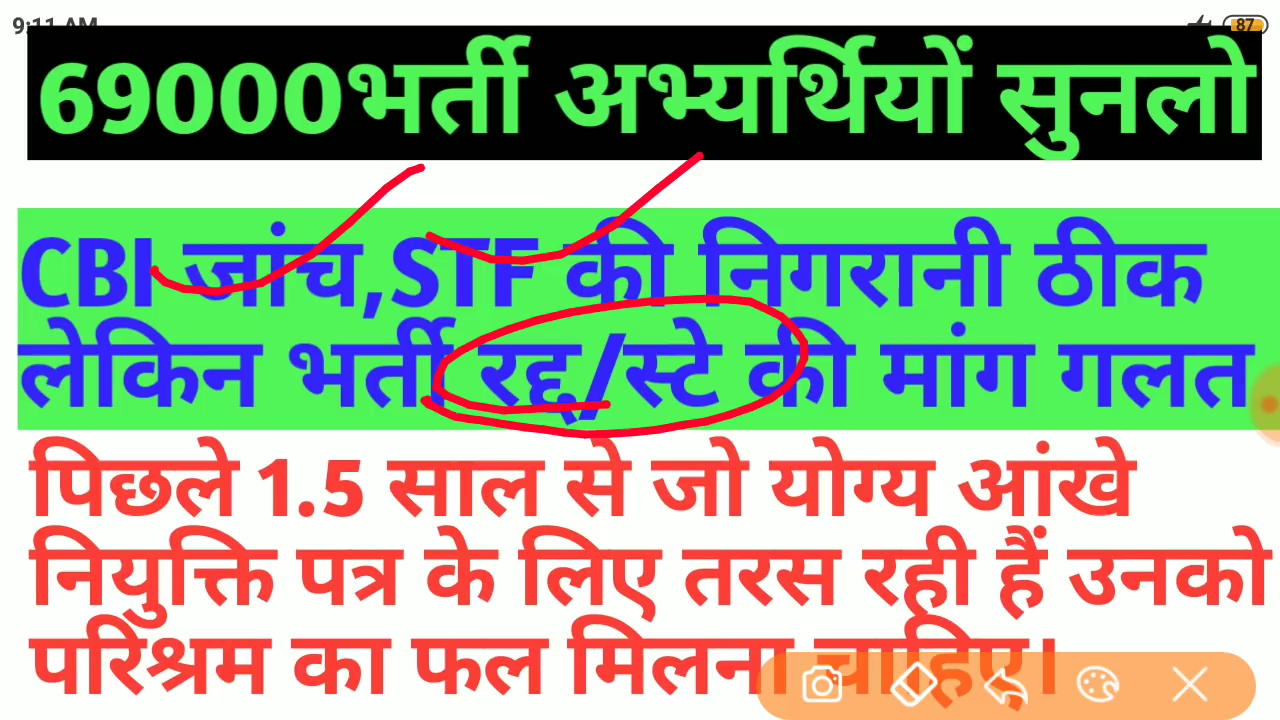 9:11 AM
87
69000भर्ती अभ्यर्थियों सुनलो
CBI जांच,STF की निगरानी ठीक
लेकिन भर्ती रद्द/स्टे की मांग गलत
पिछले 1.5 साल से जो योग्य आंखे
नियुक्ति पत्र के लिए तरस रही हैं उनको
परिश्रम का फल मिलना चाहिए।